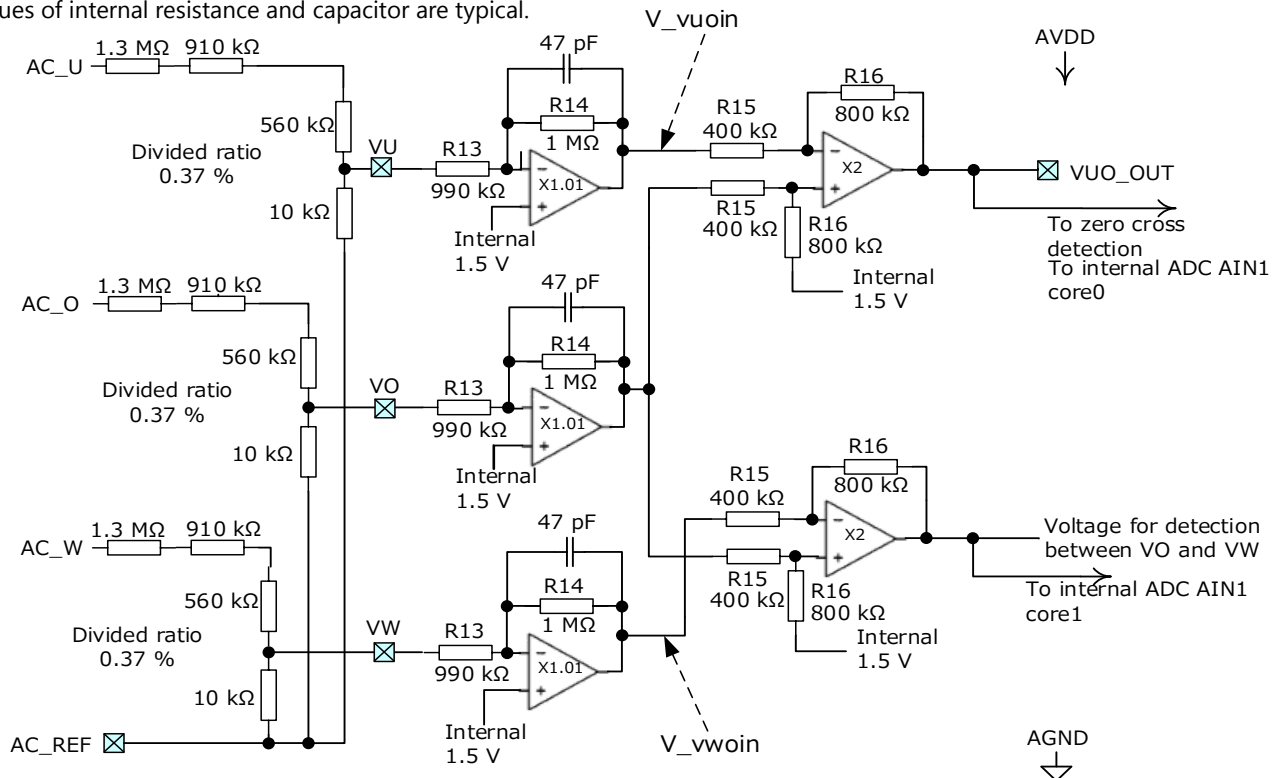 ues of internal resistance and capacitor are typical.
V_vuoin
AVDD
AC_U
1.3 MΩ
910 kΩ
560 kΩ
Divided ratio
0.37 %
10 kΩ
VU
R13
990 kΩ
47 pF
R14
1 MΩ
X1.01
Internal
1.5 V
R15
400 kΩ
R15
400 kΩ
R16
800 kΩ
X2
R16
800 kΩ
Internal
1.5 V
VUO_OUT
To zero cross
detection
To internal ADC AIN1
core0
AC_O
1.3 MΩ
910 kΩ
560 kΩ
Divided ratio
0.37 %
10 kΩ
VO
R13
990 kΩ
47 pF
R14
1 MΩ
X1.01
Internal
1.5 V
AC_W
1.3 MΩ
910 kΩ
560 kΩ
Divided ratio
0.37 %
10 kΩ
VW
R13
990 kΩ
47 pF
R14
1 MΩ
X1.01
Internal
1.5 V
R15
400 kΩ
R15
400 kΩ
R16
800 kΩ
X2
R16
800 kΩ
Internal
1.5 V
Voltage for detection
between VO and VW
To internal ADC AIN1
core1
AC_REF
V_vwoin
AGND